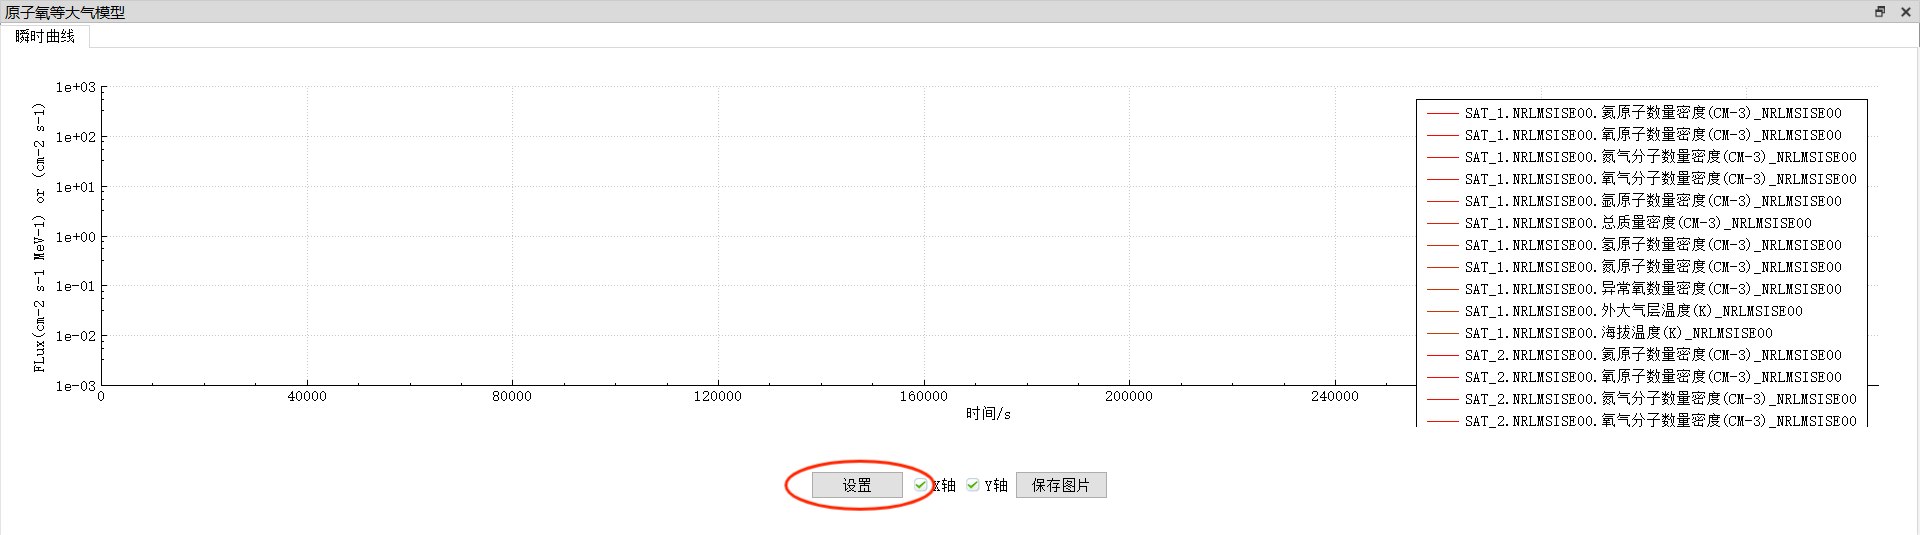 原子氧等大气模型
瞬时曲线
FLux(cm-2 s-1 MeV-1) or (cm-2 s-1)
1e+03
1e+02
1e+01
1e+00
1e-01
1e-02
1e-03
0 40000 80000 120000 160000 200000 240000
时间/s
SAT_1.NRLMSISE00.氦原子数量密度(CM-3)_NRLMSISE00
SAT_1.NRLMSISE00.氧原子数量密度(CM-3)_NRLMSISE00
SAT_1.NRLMSISE00.氮气分子数量密度(CM-3)_NRLMSISE00
SAT_1.NRLMSISE00.氧气分子数量密度(CM-3)_NRLMSISE00
SAT_1.NRLMSISE00.氩原子数量密度(CM-3)_NRLMSISE00
SAT_1.NRLMSISE00.总质量密度(CM-3)_NRLMSISE00
SAT_1.NRLMSISE00.氢原子数量密度(CM-3)_NRLMSISE00
SAT_1.NRLMSISE00.氮原子数量密度(CM-3)_NRLMSISE00
SAT_1.NRLMSISE00.异常氧数量密度(CM-3)_NRLMSISE00
SAT_1.NRLMSISE00.外大气层温度(K)_NRLMSISE00
SAT_1.NRLMSISE00.海拔温度(K)_NRLMSISE00
SAT_2.NRLMSISE00.氦原子数量密度(CM-3)_NRLMSISE00
SAT_2.NRLMSISE00.氧原子数量密度(CM-3)_NRLMSISE00
SAT_2.NRLMSISE00.氮气分子数量密度(CM-3)_NRLMSISE00
SAT_2.NRLMSISE00.氧气分子数量密度(CM-3)_NRLMSISE00
设置 X轴 Y轴 保存图片